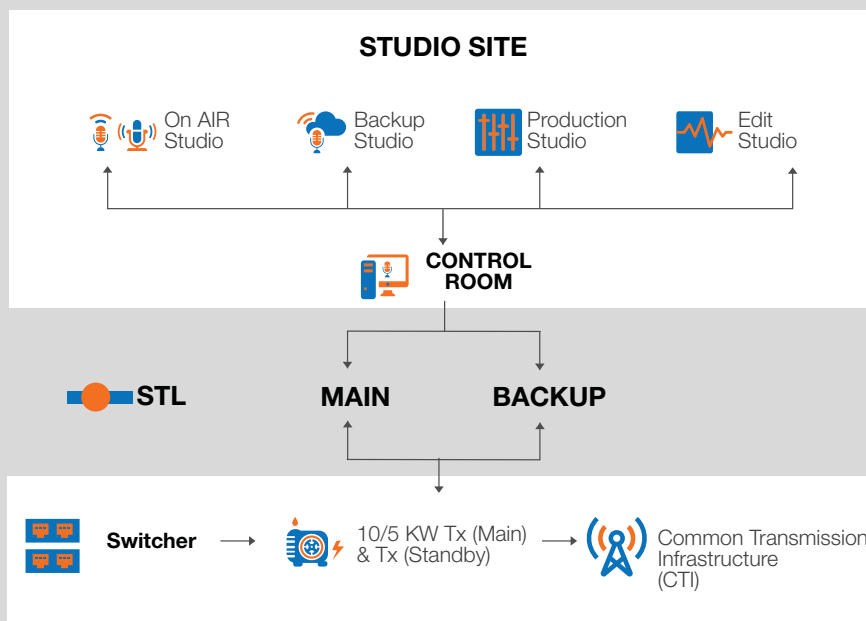 STUDIO SITE
On AIR
Studio
Backup
Studio
Production
Studio
Edit
Studio
CONTROL
ROOM
STL
MAIN
BACKUP
Switcher
10/5 KW Tx (Main)
& Tx (Standby)
Common Transmission
Infrastructure
(CTI)